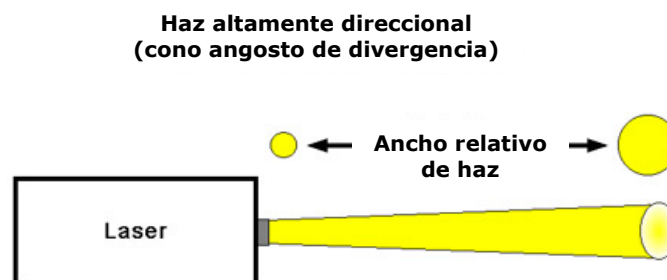 Haz altamente direccional
(cono angosto de divergencia)
Ancho relativo
de haz
Laser